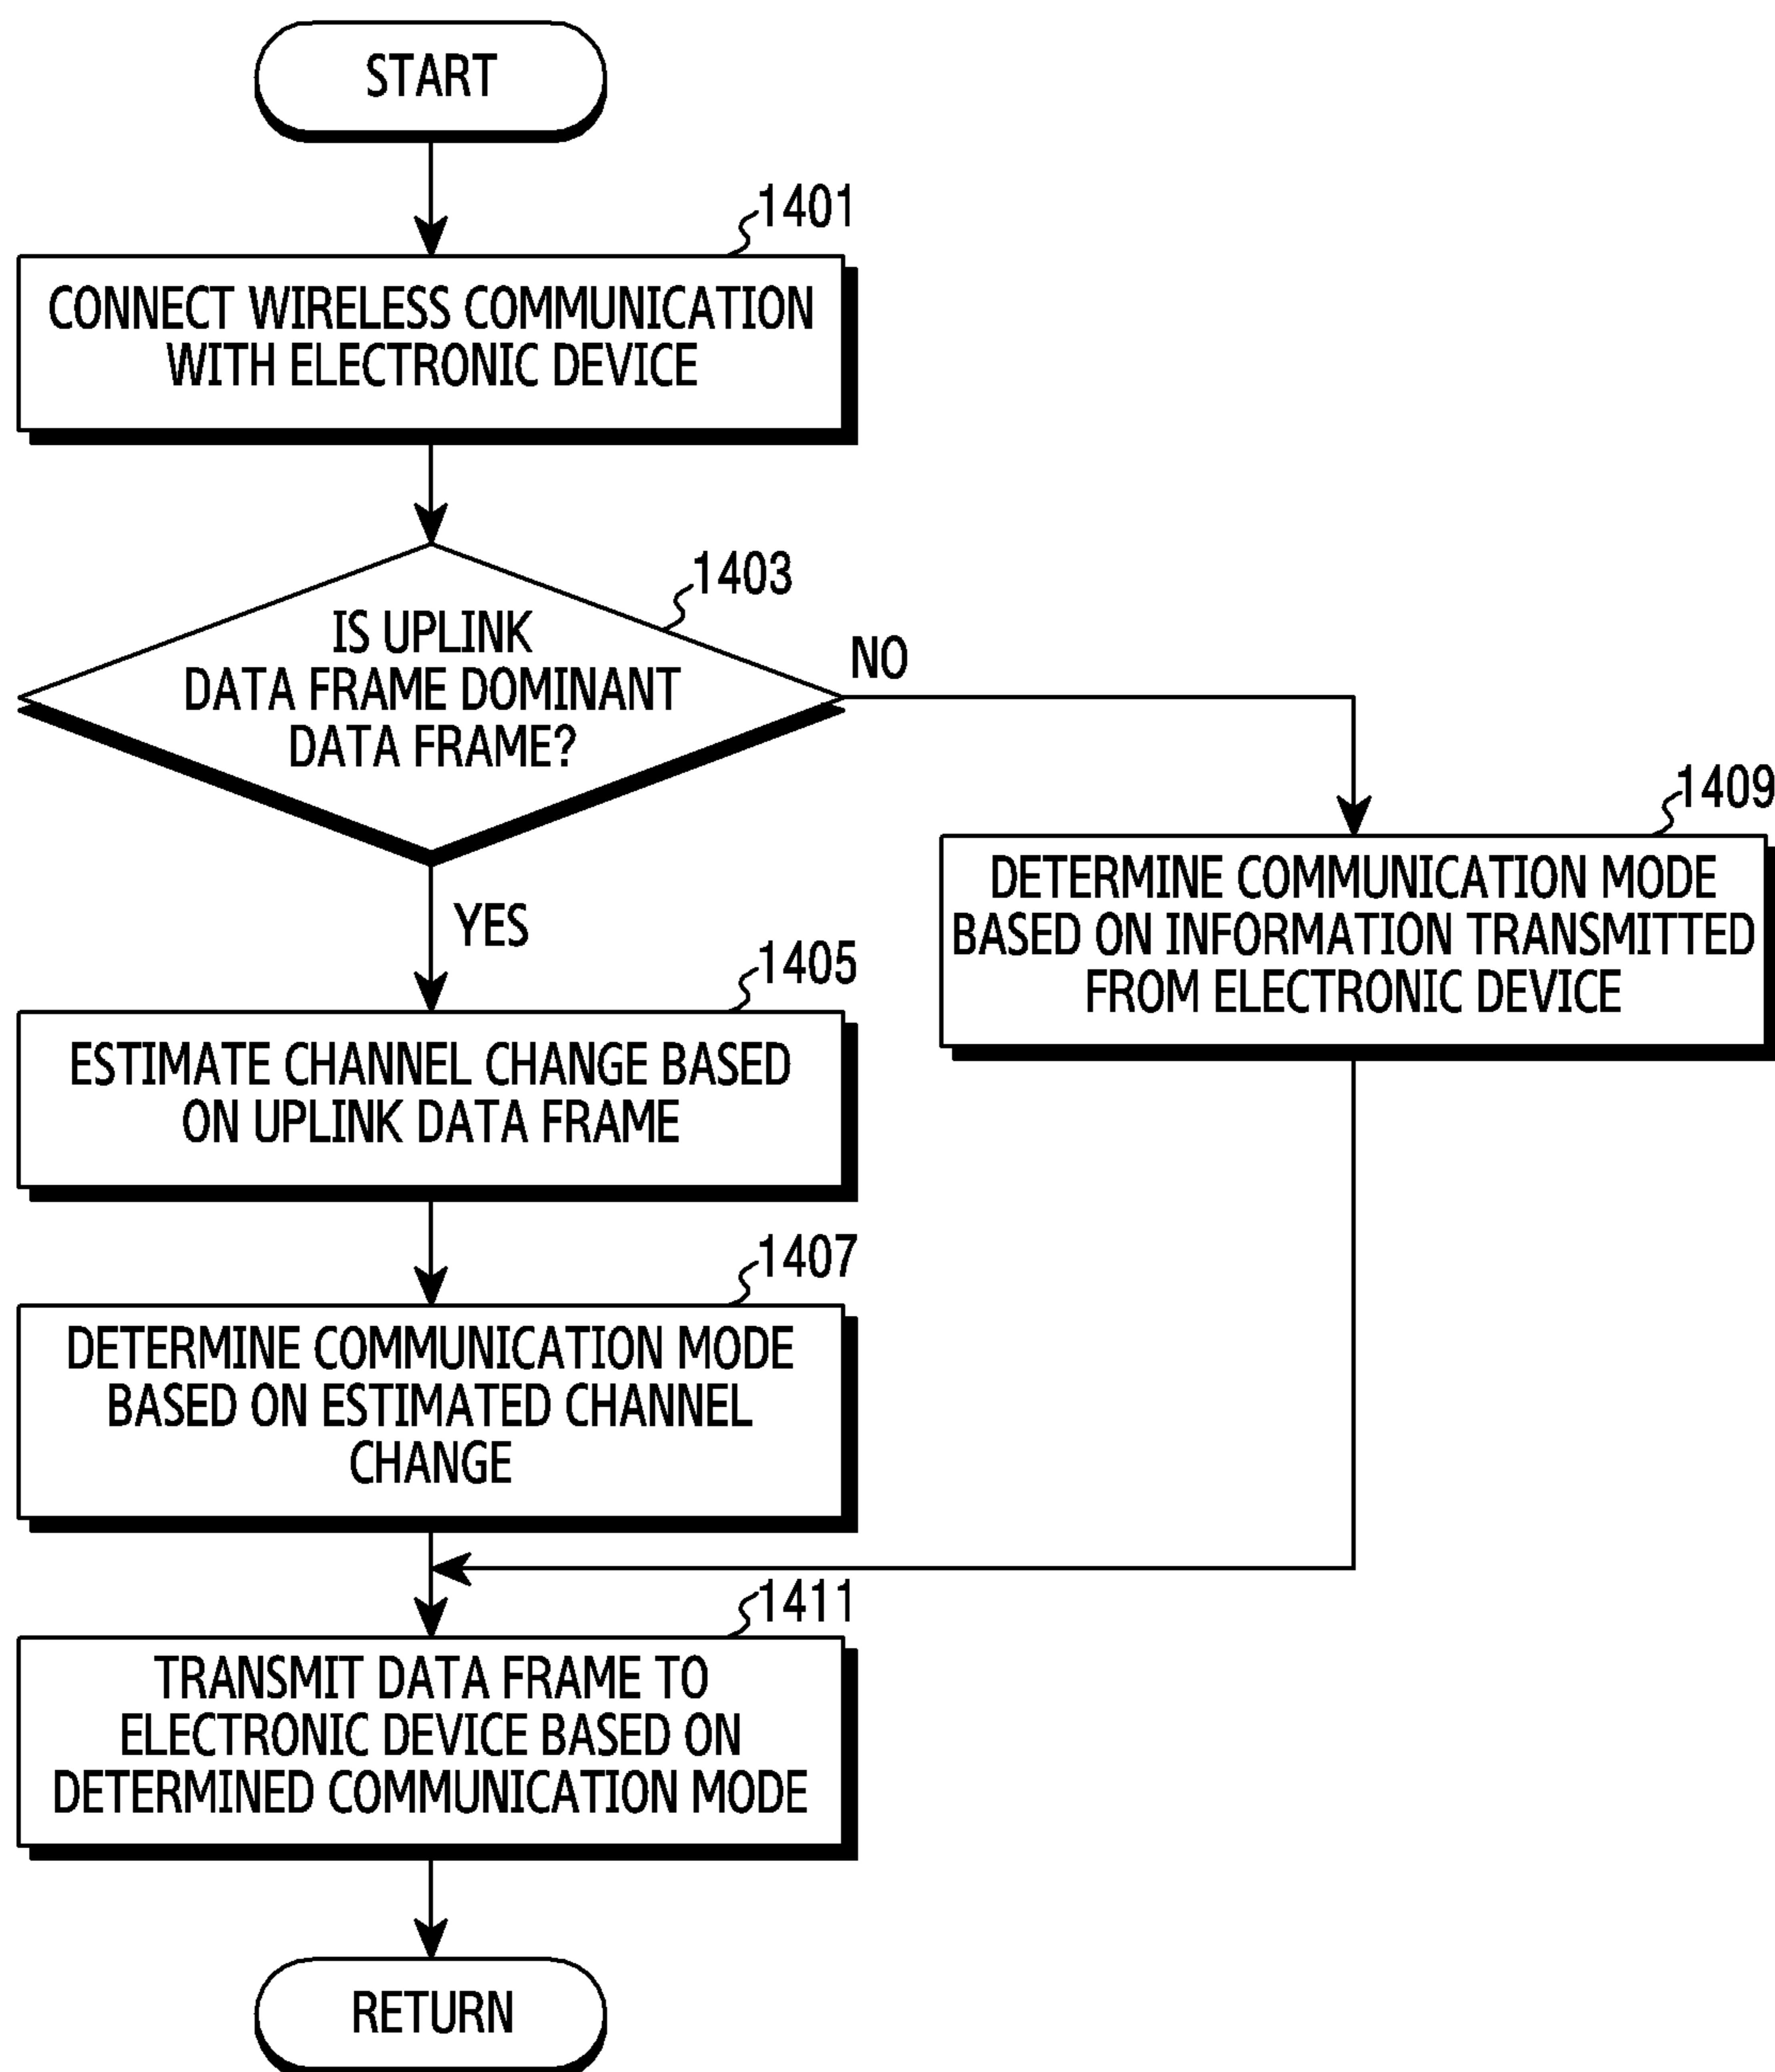 START
1401
CONNECT WIRELESS COMMUNICATION
WITH ELECTRONIC DEVICE
1403
IS UPLINK
DATA FRAME DOMINANT
DATA FRAME?
NO
YES
1409
DETERMINE COMMUNICATION MODE
BASED ON INFORMATION TRANSMITTED
FROM ELECTRONIC DEVICE
1405
ESTIMATE CHANNEL CHANGE BASED
ON UPLINK DATA FRAME
1407
DETERMINE COMMUNICATION MODE
BASED ON ESTIMATED CHANNEL
CHANGE
1411
TRANSMIT DATA FRAME TO
ELECTRONIC DEVICE BASED ON
DETERMINED COMMUNICATION MODE
RETURN